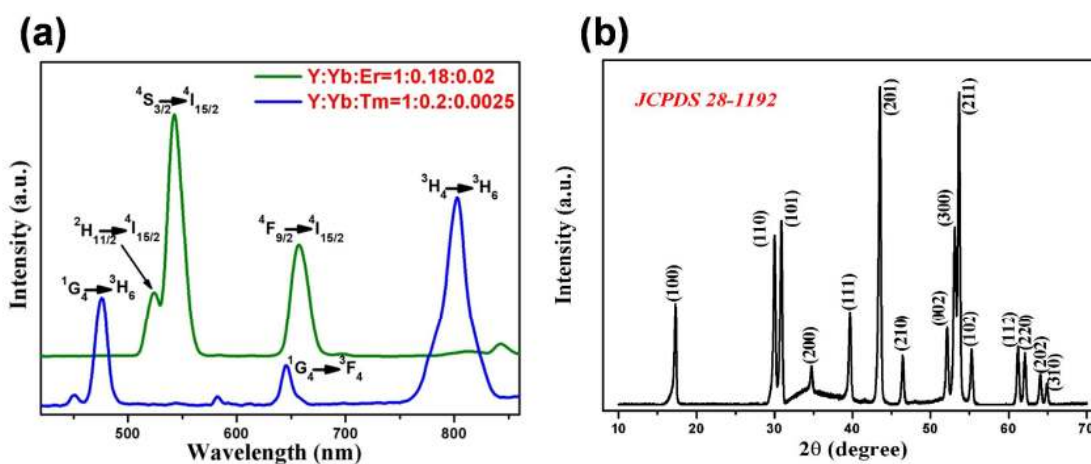 (a)
Y:Yb:Er=1:0.18:0.02
Y:Yb:Tm=1:0.2:0.0025
⁴S₃/₂→⁴I₁₅/₂
²H₁₁/₂→⁴I₁₅/₂
¹G₄→³H₆
⁴F₉/₂→⁴I₁₅/₂
¹G₄→³F₄
³H₄→³H₆
Intensity (a.u.)
500 600 700 800
Wavelength (nm)
(b)
JCPDS 28-1192
(100)
(110)
(101)
(200)
(111)
(201)
(210)
(002)
(300)
(211)
(102)
(112)
(220)
(202)
(310)
Intensity (a.u.)
10 20 30 40 50 60 70
2θ (degree)